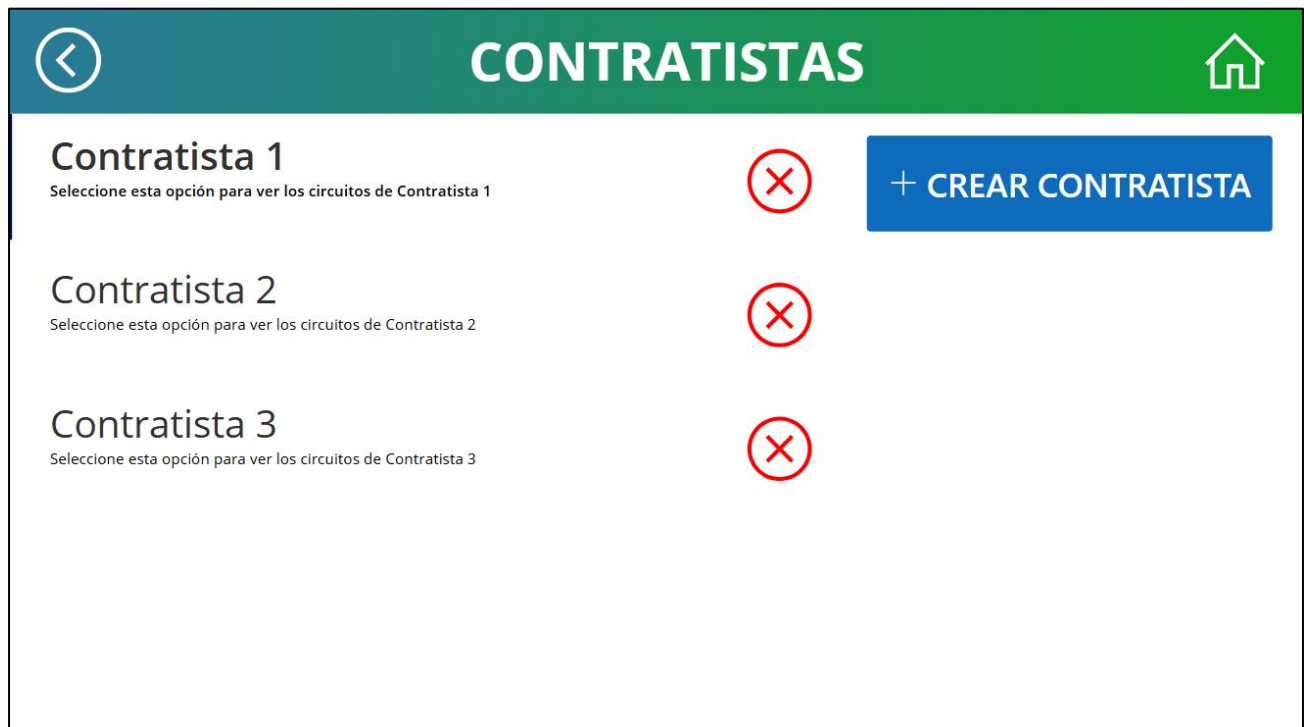 CONTRATISTAS
Contratista 1
Seleccione esta opción para ver los circuitos de Contratista 1
+ CREAR CONTRATISTA
Contratista 2
Seleccione esta opción para ver los circuitos de Contratista 2
Contratista 3
Seleccione esta opción para ver los circuitos de Contratista 3